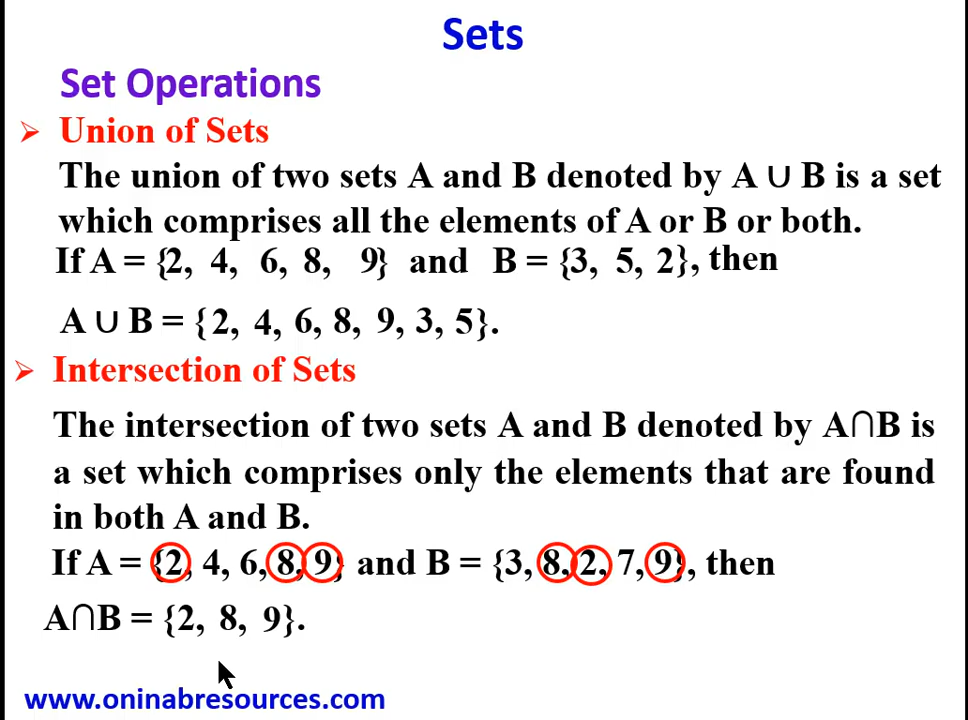 Sets
Set Operations
➢ Union of Sets
The union of two sets A and B denoted by A ∪ B is a set
which comprises all the elements of A or B or both.
If A = {2, 4, 6, 8, 9} and B = {3, 5, 2}, then
A ∪ B = {2, 4, 6, 8, 9, 3, 5}.
➢ Intersection of Sets
The intersection of two sets A and B denoted by A∩B is
a set which comprises only the elements that are found
in both A and B.
If A = {2, 4, 6, 8, 9} and B = {3, 8, 2, 7, 9}, then
A∩B = {2, 8, 9}.
www.oninabresources.com